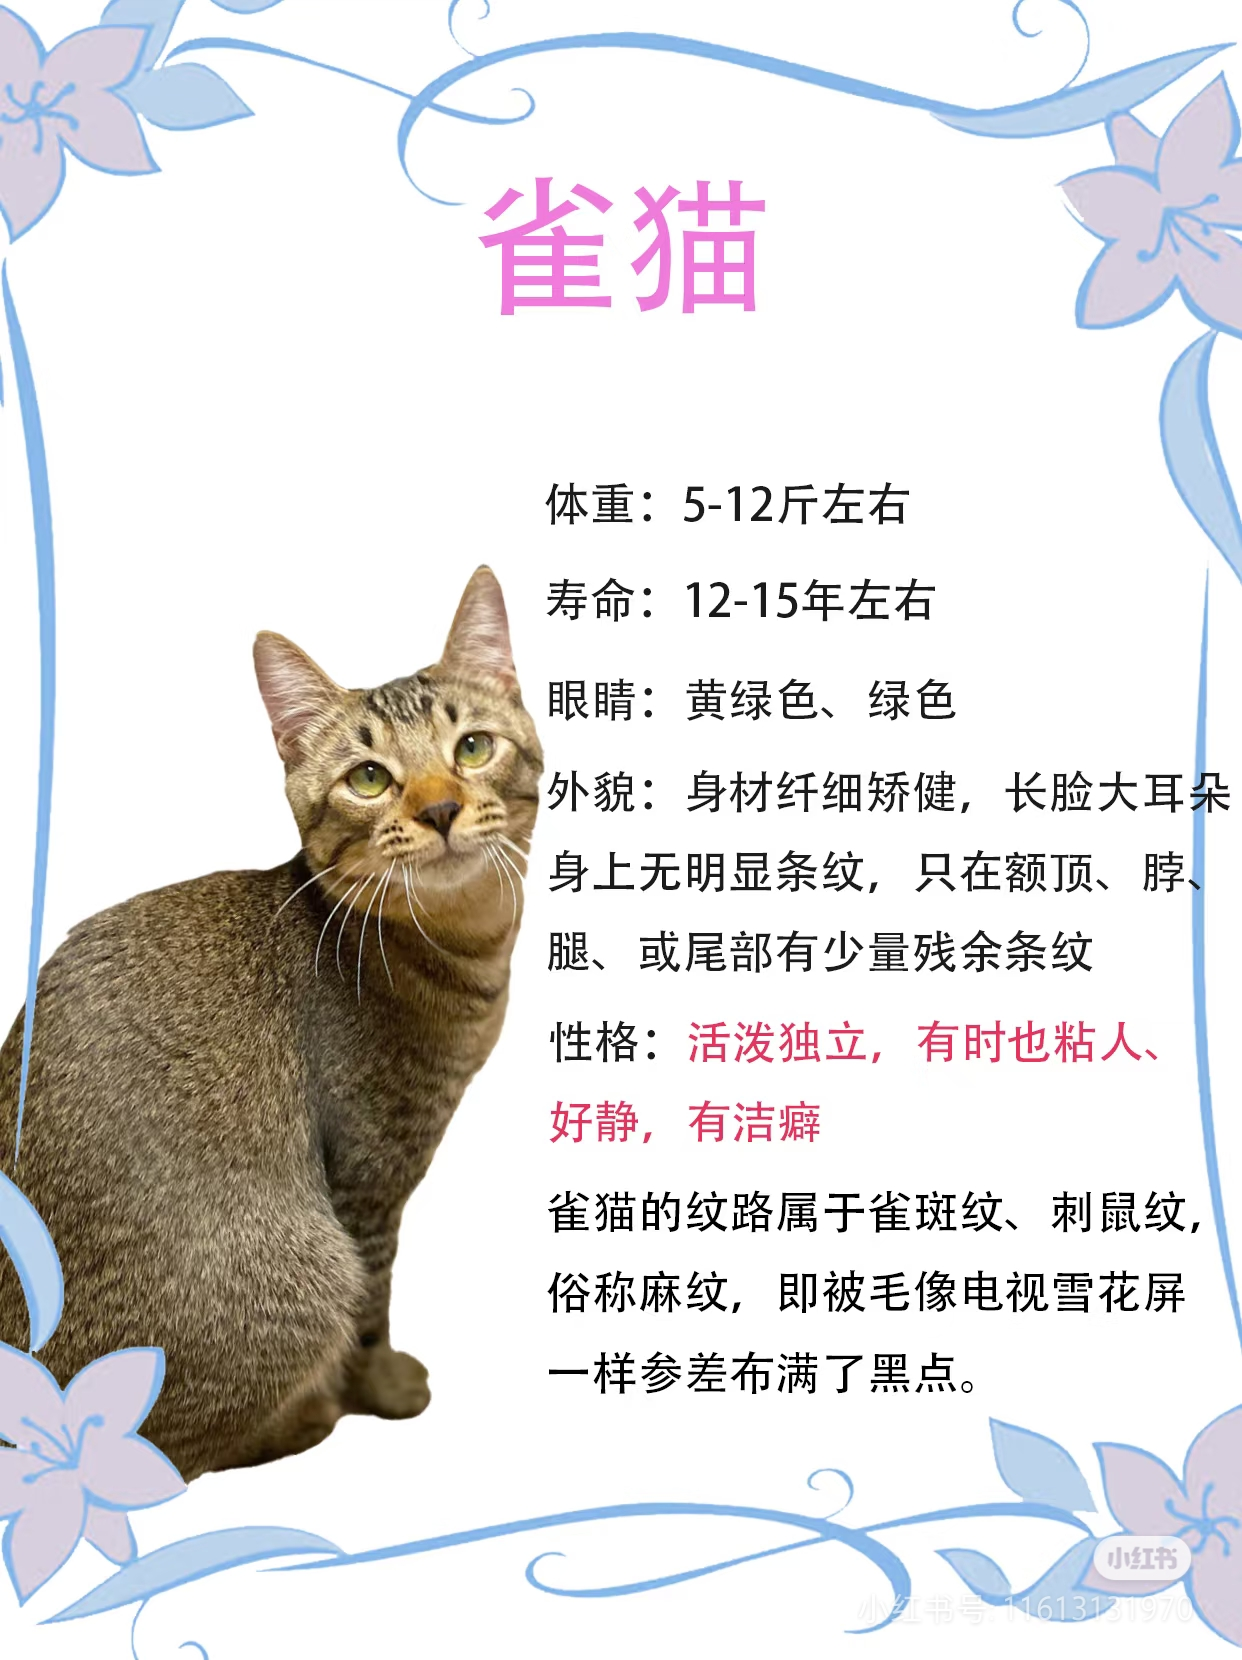 雀猫
体重：5-12斤左右
寿命：12-15年左右
眼睛：黄绿色、绿色
外貌：身材纤细矫健，长脸大耳朵
身上无明显条纹，只在额顶、脖、
腿、或尾部有少量残余条纹
性格：活泼独立，有时也粘人、
好静，有洁癖
雀猫的纹路属于雀斑纹、刺鼠纹，
俗称麻纹，即被毛像电视雪花屏
一样参差布满了黑点。
小红书
小红书号: 11613131970